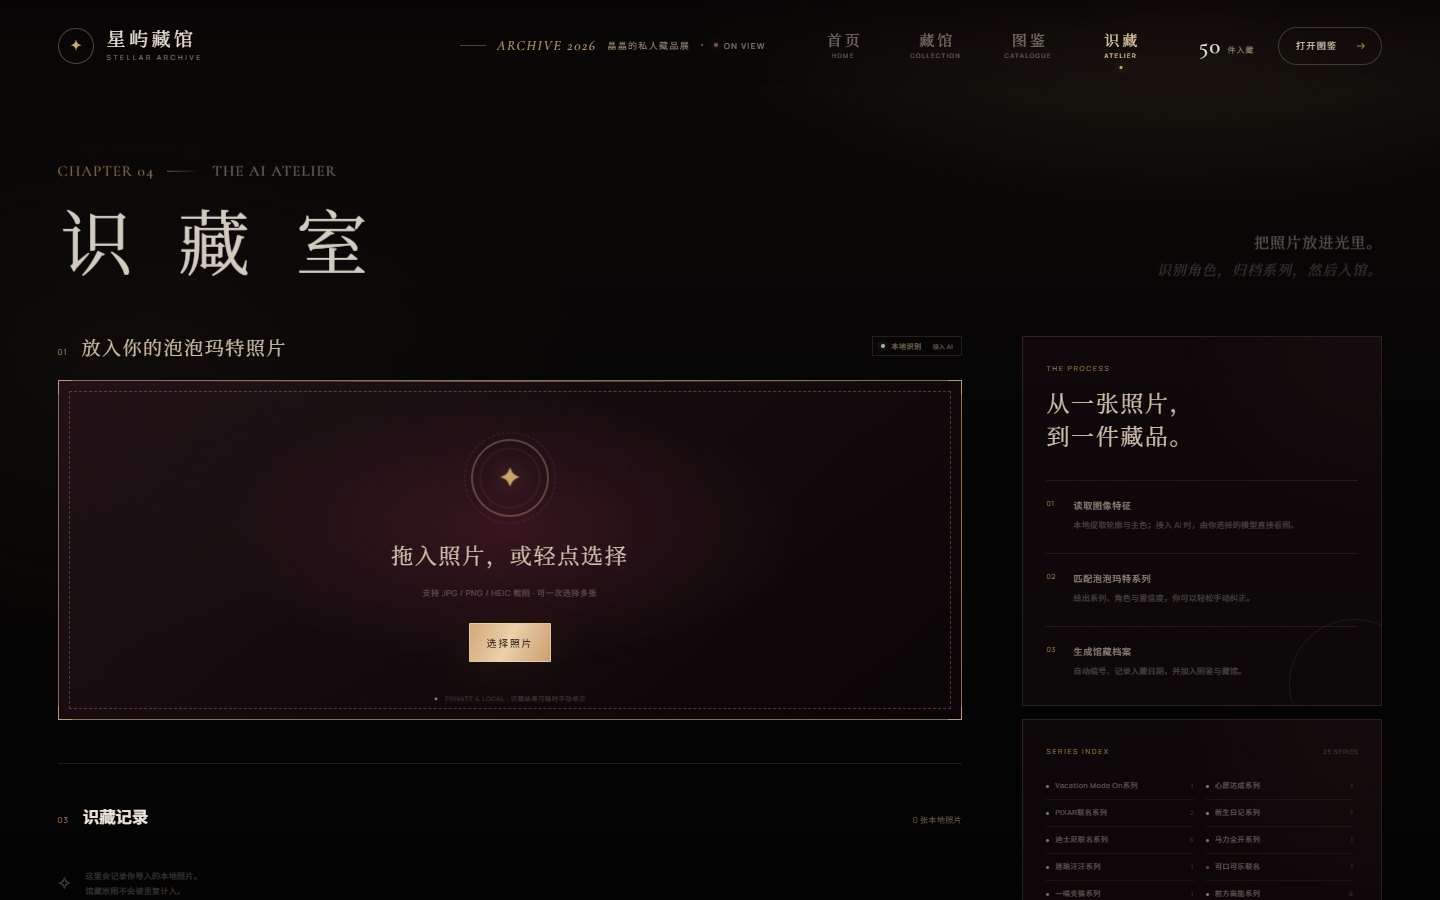 星屿藏馆
STELLAR ARCHIVE
ARCHIVE 2026 晶晶的私人藏品展 · ON VIEW
首页
HOME
藏馆
COLLECTION
图鉴
CATALOGUE
识藏
ATELIER
50 件入藏
打开图鉴 →
CHAPTER 04 — THE AI ATELIER
识藏室
把照片放进光里。
识别角色，归档系列，然后入馆。
01 放入你的泡泡玛特照片
本地识别 接入 AI
拖入照片，或轻点选择
支持 JPG / PNG / HEIC 截图 · 可一次选择多张
选择照片
PRIVATE & LOCAL · 识藏结果可随时手动修正
THE PROCESS
从一张照片，
到一件藏品。
01 读取图像特征
本地提取轮廓与主色；接入 AI 时，由你选择的模型直接看图。
02 匹配泡泡玛特系列
给出系列、角色与置信度，你可以轻松手动纠正。
03 生成馆藏档案
自动编号、记录入藏日期，并加入图鉴与藏馆。
03 识藏记录
0 张本地照片
这里会记录你导入的本地照片。
馆藏原图不会被重复计入。
SERIES INDEX
23 SERIES
Vacation Mode On系列 1
心愿达成系列 1
PIXAR联名系列 2
新生日记系列 7
迪士尼联名系列
马力全开系列 1
迷路汪汪系列 1
可口可乐联名 1
一喵变猫系列 1
前方高能系列